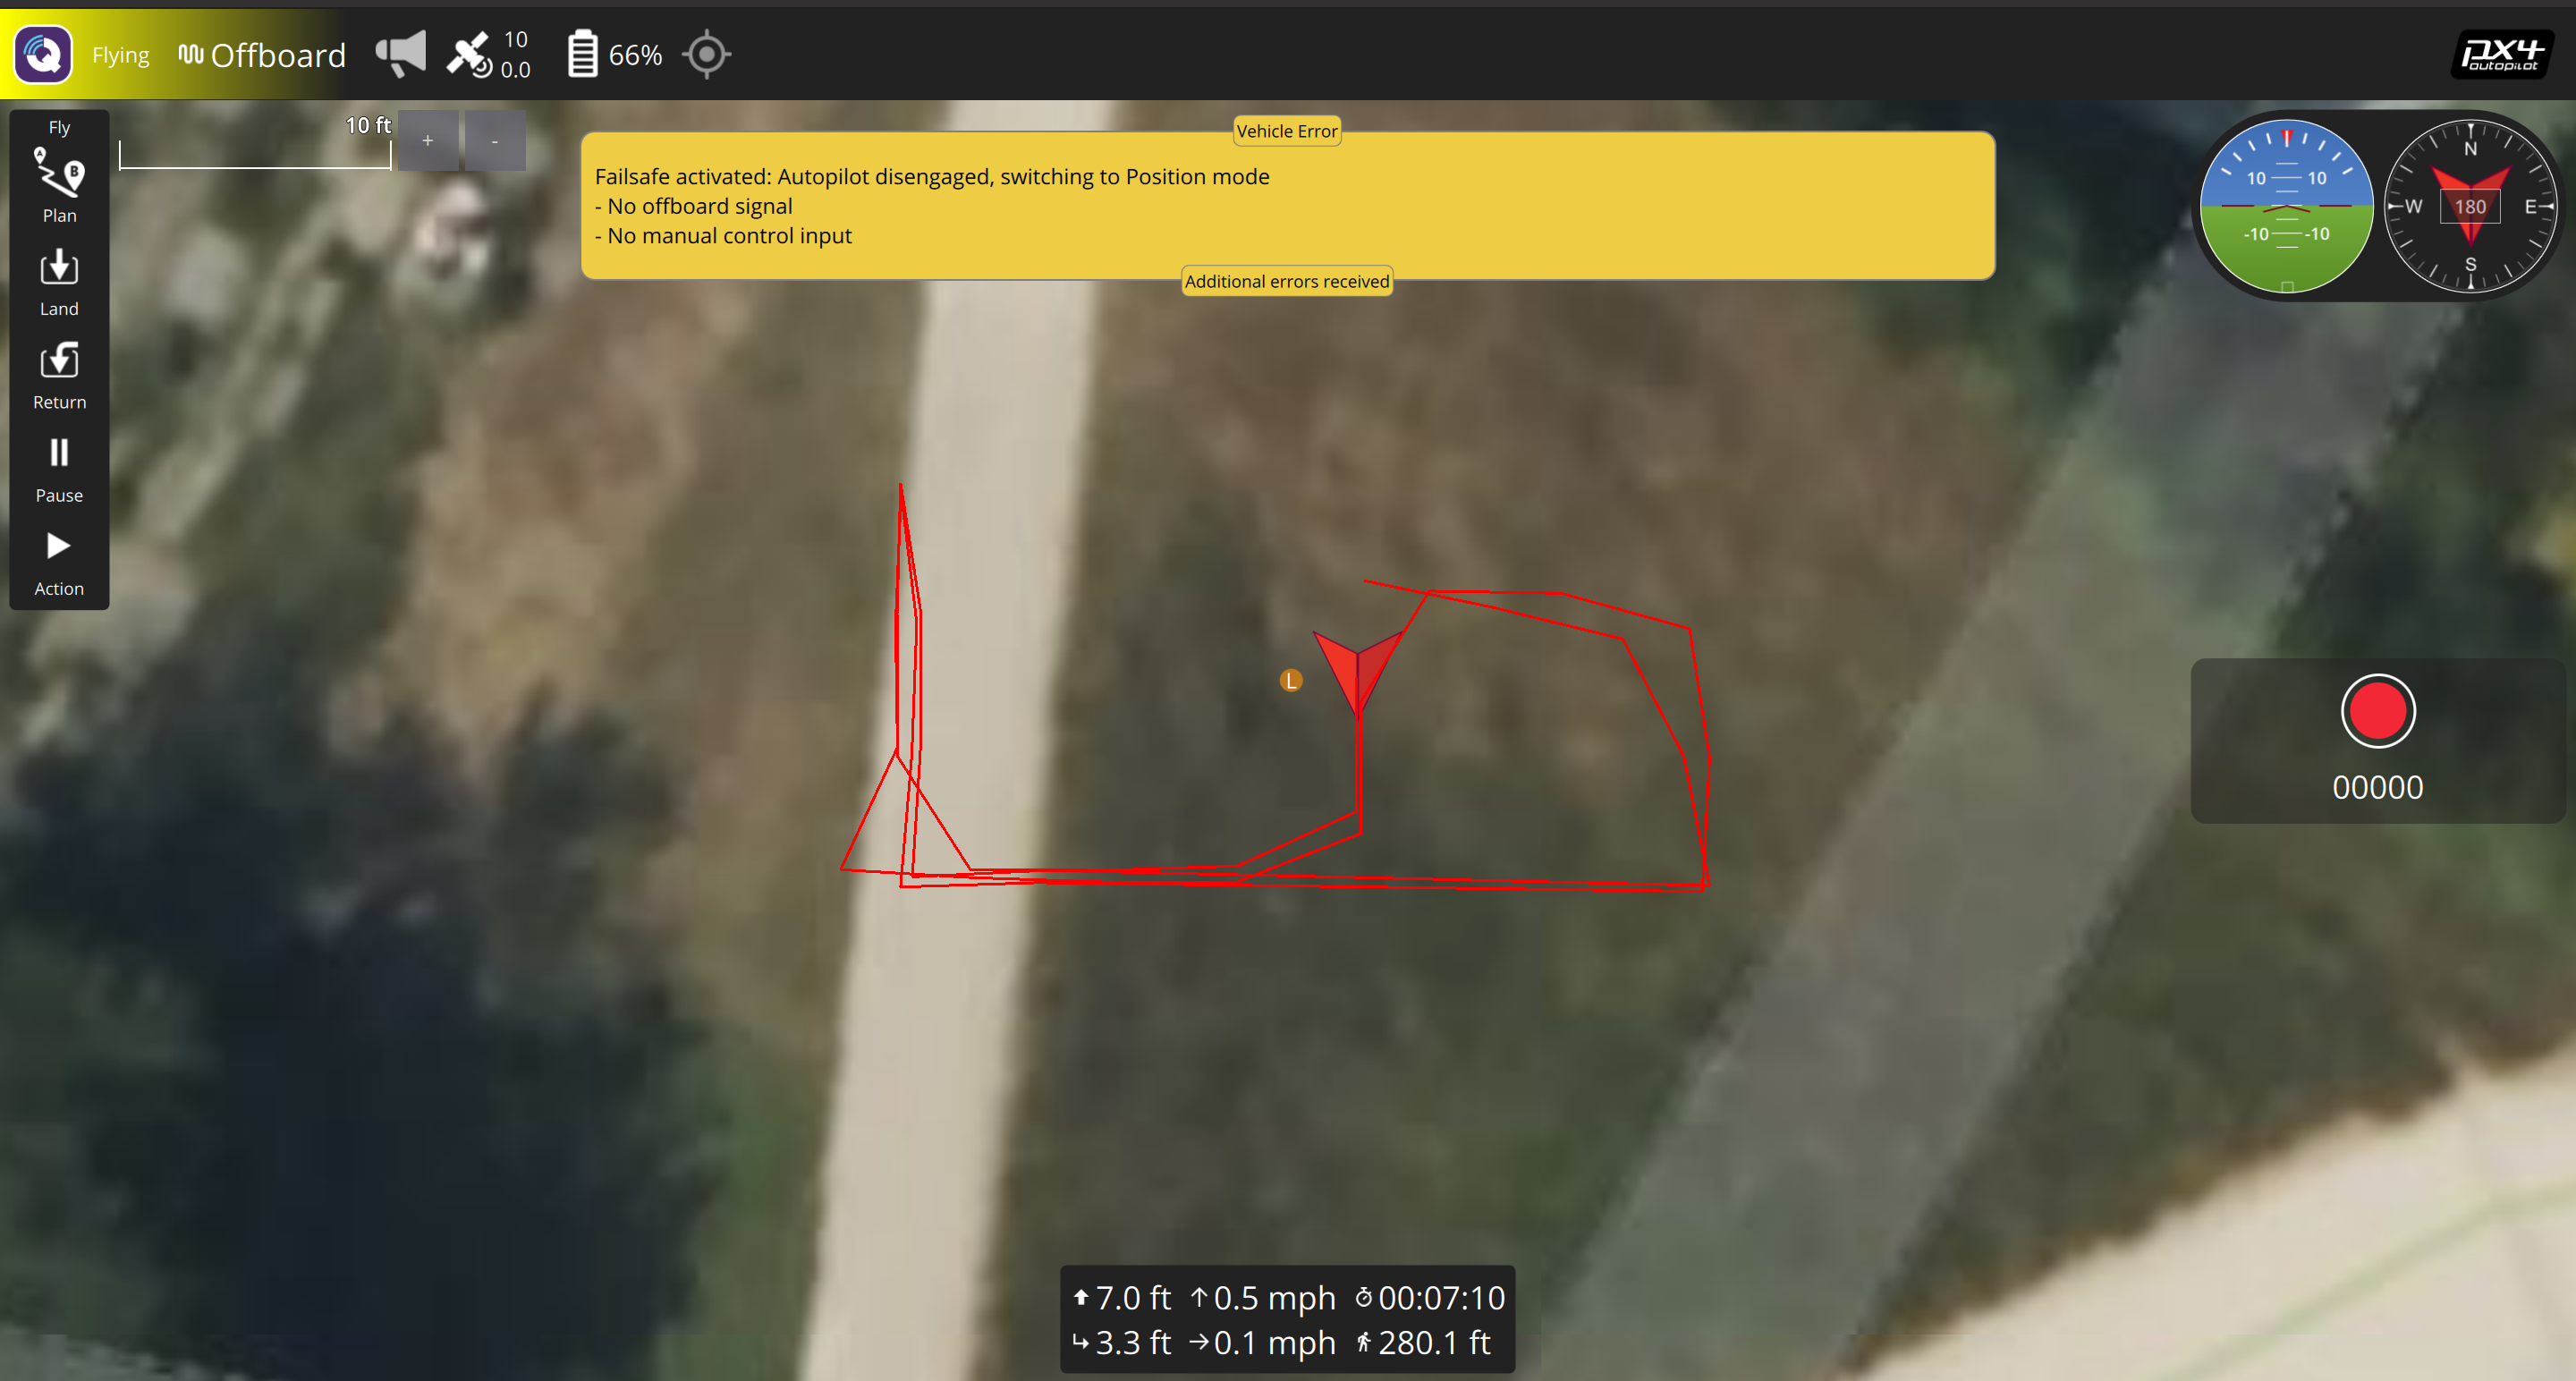 Flying
Offboard
10
0.0
66%
PX4
autopilot
Fly
10 ft
+
-
Plan
Land
Return
Pause
Action
A
B
Vehicle Error
Failsafe activated: Autopilot disengaged, switching to Position mode
- No offboard signal
- No manual control input
Additional errors received
10 10
-10 -10
N
W 180 E
S
L
00000
7.0 ft 0.5 mph 00:07:10
3.3 ft 0.1 mph 280.1 ft